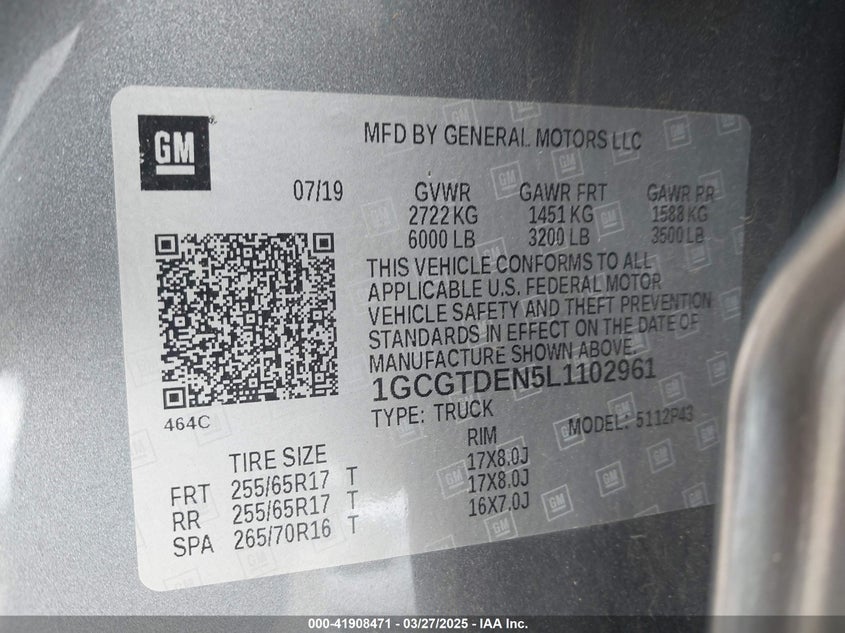 GM
MFD BY GENERAL MOTORS LLC
07/19 GVWR GAWR FRT GAWR RR
2722 KG 1451 KG 1588 KG
6000 LB 3200 LB 3500 LB
THIS VEHICLE CONFORMS TO ALL
APPLICABLE U.S. FEDERAL MOTOR
VEHICLE SAFETY AND THEFT PREVENTION
STANDARDS IN EFFECT ON THE DATE OF
MANUFACTURE SHOWN ABOVE.
1GCGTDEN5L1102961
464C
TYPE: TRUCK MODEL: 5112P43
TIRE SIZE RIM
FRT 255/65R17 T 17X8.0J
RR 255/65R17 T 17X8.0J
SPA 265/70R16 T 16X7.0J
000-41908471 — 03/27/2025 — IAA Inc.